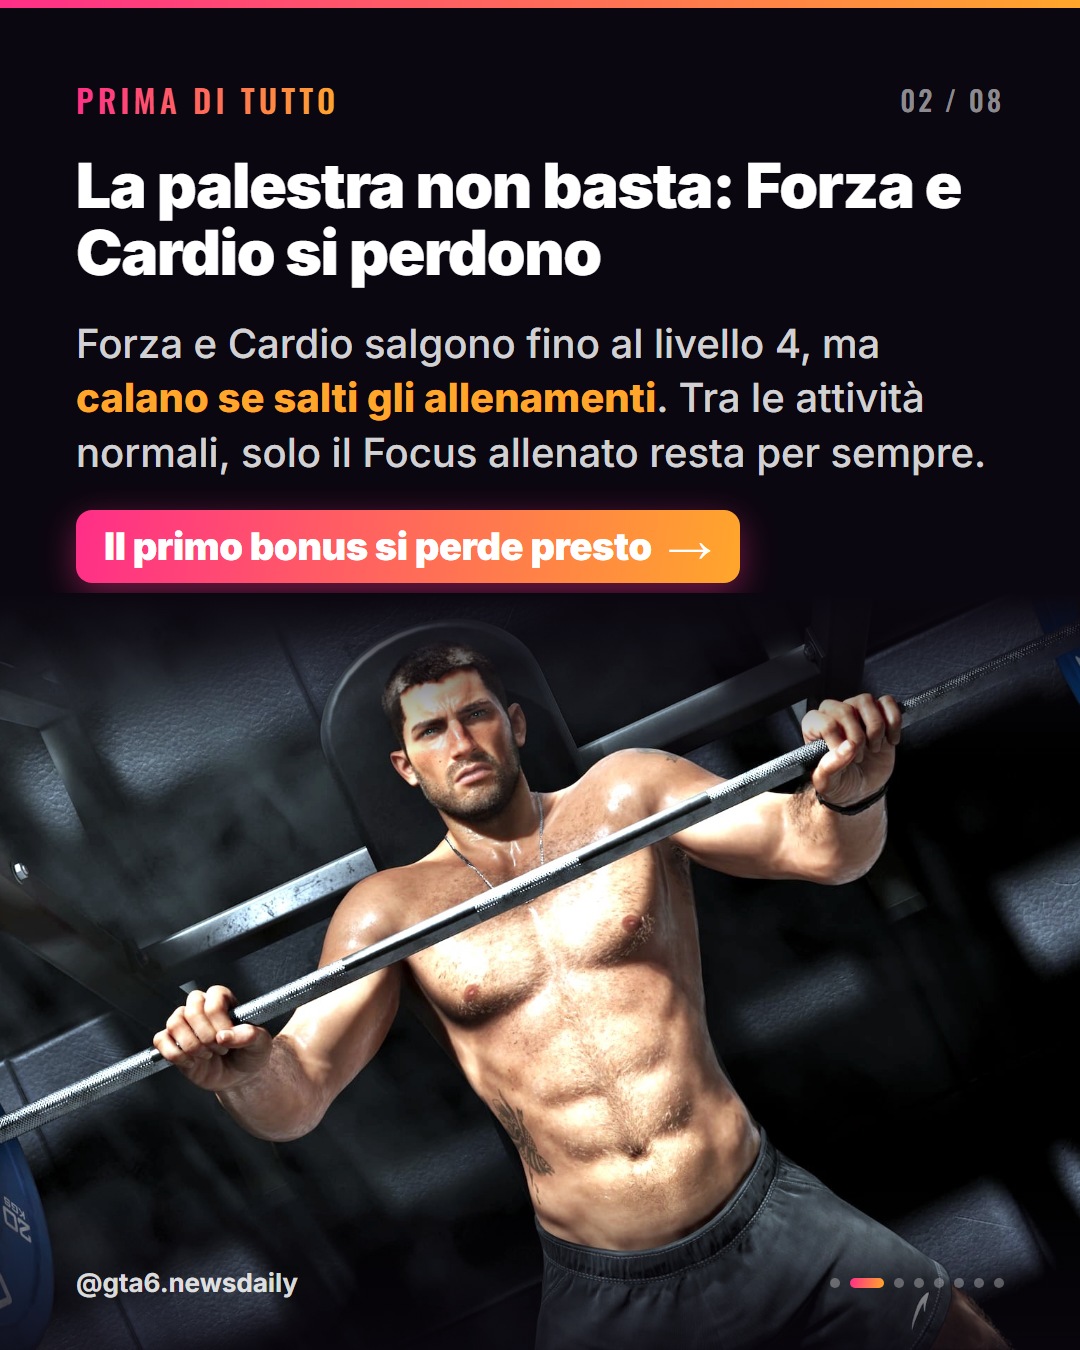 PRIMA DI TUTTO
02 / 08
La palestra non basta: Forza e
Cardio si perdono
Forza e Cardio salgono fino al livello 4, ma
calano se salti gli allenamenti. Tra le attività
normali, solo il Focus allenato resta per sempre.
Il primo bonus si perde presto →
20
KGS
@gta6.newsdaily